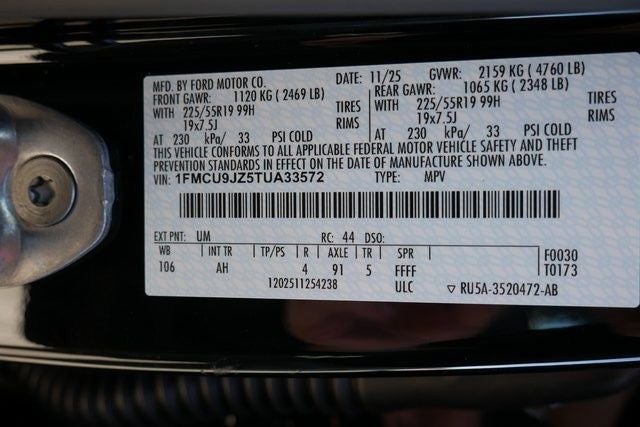 MFD. BY FORD MOTOR CO.
DATE: 11/25 GVWR: 2159 KG ( 4760 LB)
FRONT GAWR: 1120 KG ( 2469 LB) REAR GAWR: 1065 KG ( 2348 LB)
WITH 225/55R19 99H TIRES WITH 225/55R19 99H TIRES
19x7.5J RIMS 19x7.5J RIMS
AT 230 kPa/ 33 PSI COLD AT 230 kPa/ 33 PSI COLD
THIS VEHICLE CONFORMS TO ALL APPLICABLE FEDERAL MOTOR VEHICLE SAFETY AND THEFT
PREVENTION STANDARDS IN EFFECT ON THE DATE OF MANUFACTURE SHOWN ABOVE.
VIN: 1FMCU9JZ5TUA33572 TYPE: MPV
EXT PNT: UM RC: 44 DSO: F0030
WB INT TR TP/PS R AXLE TR SPR T0173
106 AH 4 91 5 FFFF
1202511254238 ULC ▽ RU5A-3520472-AB